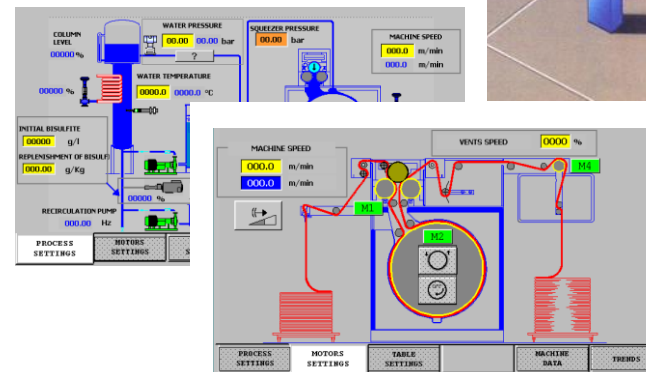 WATER PRESSURE
00.00 00.00 bar
?
SQUEEZER PRESSURE
00.00 bar
COLUMN
LEVEL
00000 %
MACHINE SPEED
000.0 m/min
000.0 m/min
WATER TEMPERATURE
00000 %
0000.0 0000.0 °C
INITIAL BISULFITE
00000 g/l
REPLENISHMENT OF BISULFI
000.00 g/Kg
00000 %
RECIRCULATION PUMP
000.00 Hz
PROCESS
SETTINGS
MOTORS
SETTINGS
S
MACHINE SPEED
000.0 m/min
000.0 m/min
VENTS SPEED 0000 %
M4
M1
M2
OFF
PROCESS
SETTINGS
MOTORS
SETTINGS
TABLE
SETTINGS
MACHINE
DATA
TRENDS